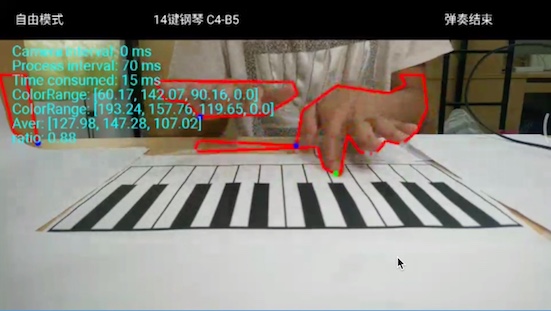 自由模式
14键钢琴 C4-B5
弹奏结束
Camera interval: 0 ms
Process interval: 70 ms
Time consumed: 15 ms
ColorRange: [60.17, 142.07, 90.16, 0.0]
ColorRange: [193.24, 157.76, 119.65, 0.0]
Aver: [127.98, 147.28, 107.02]
ratio: 0.88